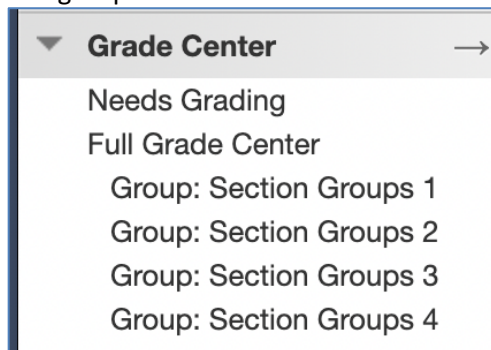 Grade Center →
Needs Grading
Full Grade Center
Group: Section Groups 1
Group: Section Groups 2
Group: Section Groups 3
Group: Section Groups 4